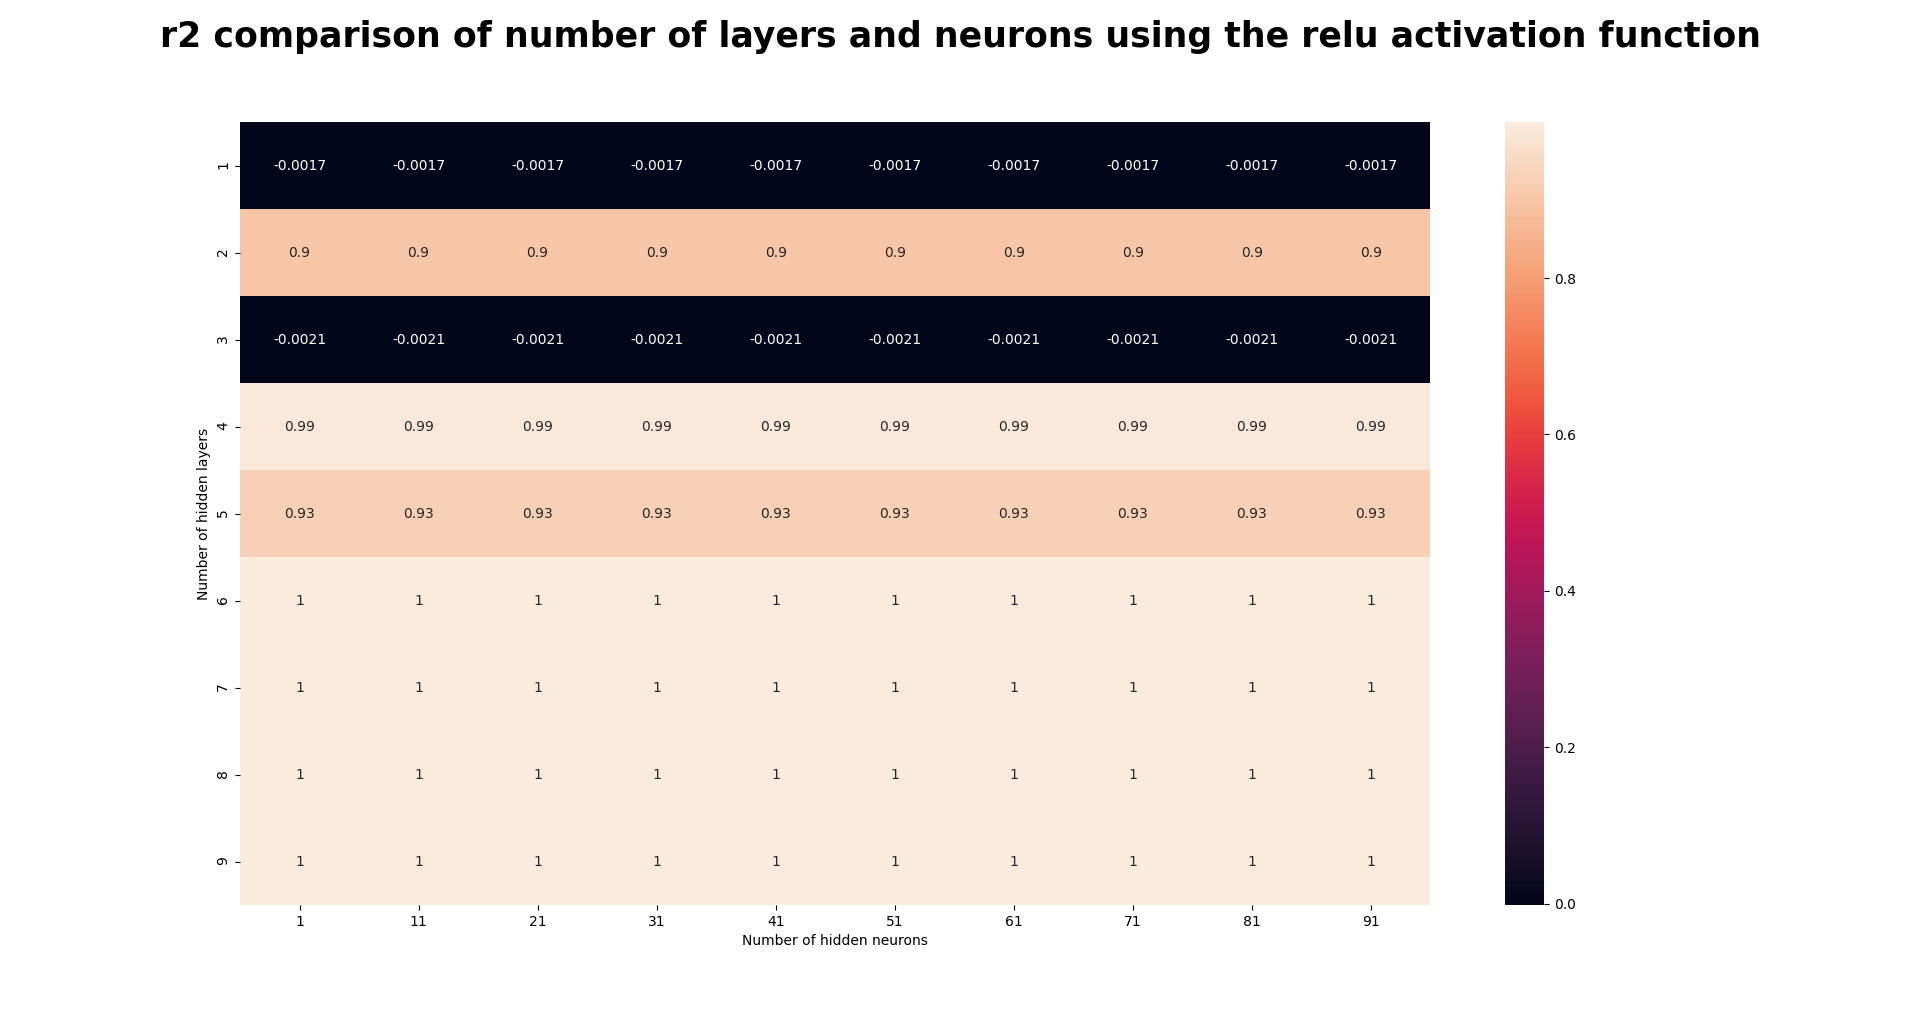 r2 comparison of number of layers and neurons using the relu activation function
1 -0.0017 -0.0017 -0.0017 -0.0017 -0.0017 -0.0017 -0.0017 -0.0017 -0.0017 -0.0017
2 0.9 0.9 0.9 0.9 0.9 0.9 0.9 0.9 0.9 0.9
3 -0.0021 -0.0021 -0.0021 -0.0021 -0.0021 -0.0021 -0.0021 -0.0021 -0.0021 -0.0021
4 0.99 0.99 0.99 0.99 0.99 0.99 0.99 0.99 0.99 0.99
5 0.93 0.93 0.93 0.93 0.93 0.93 0.93 0.93 0.93 0.93
6 1 1 1 1 1 1 1 1 1 1
7 1 1 1 1 1 1 1 1 1 1
8 1 1 1 1 1 1 1 1 1 1
9 1 1 1 1 1 1 1 1 1 1
1 11 21 31 41 51 61 71 81 91
Number of hidden neurons
Number of hidden layers
0.8
0.6
0.4
0.2
0.0